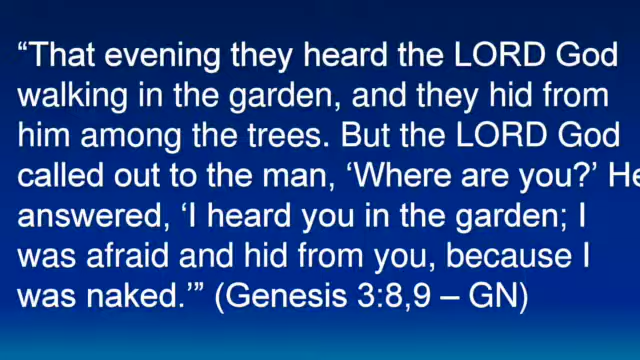 “That evening they heard the LORD God
walking in the garden, and they hid from
him among the trees. But the LORD God
called out to the man, ‘Where are you?’ He
answered, ‘I heard you in the garden; I
was afraid and hid from you, because I
was naked.’” (Genesis 3:8,9 – GN)